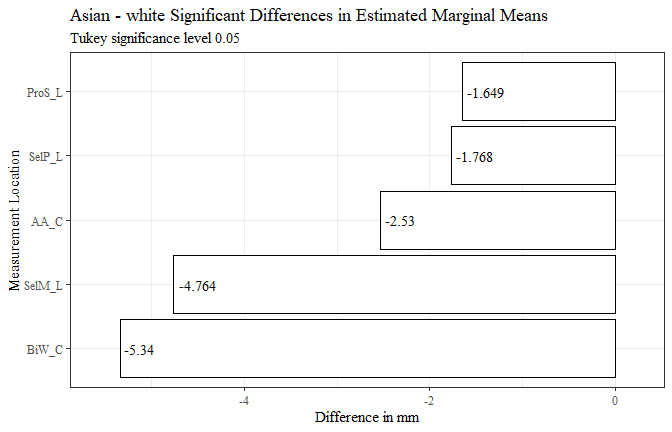 Asian - white Significant Differences in Estimated Marginal Means
Tukey significance level 0.05
Measurement Location
ProS_L
-1.649
SelP_L
-1.768
AA_C
-2.53
SelM_L
-4.764
BiW_C
-5.34
-4
-2
0
Difference in mm